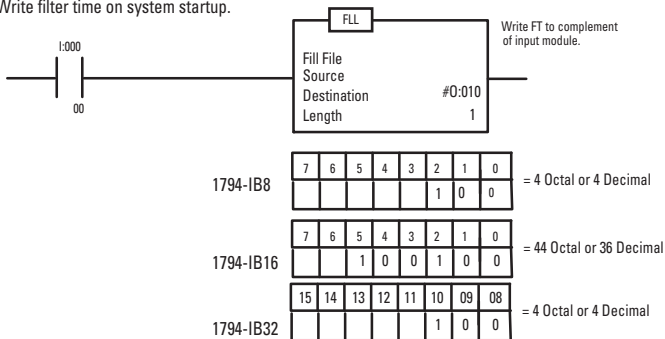 Write filter time on system startup.
FLL
Write FT to complement
of input module.
I:000
00
Fill File
Source
Destination #O:010
Length 1
7 6 5 4 3 2 1 0
1794-IB8
1 0 0
= 4 Octal or 4 Decimal
7 6 5 4 3 2 1 0
1794-IB16
1 0 0 1 0 0
= 44 Octal or 36 Decimal
15 14 13 12 11 10 09 08
1794-IB32
1 0 0
= 4 Octal or 4 Decimal